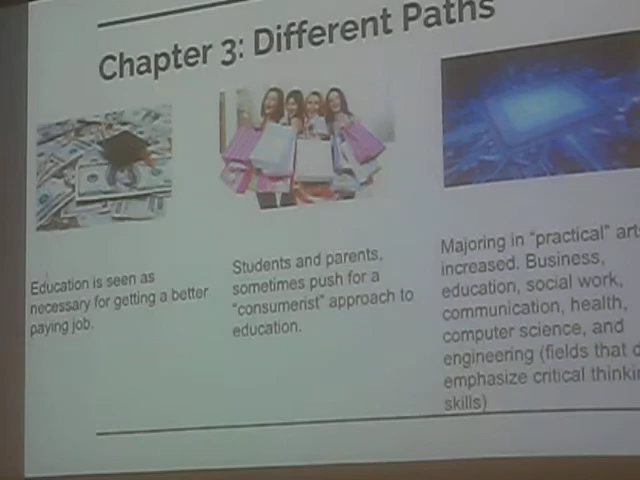 Chapter 3: Different Paths
Education is seen as
necessary for getting a better
paying job.
Students and parents,
sometimes push for a
"consumerist" approach to
education.
Majoring in "practical" art
increased. Business,
education, social work,
communication, health,
computer science, and
engineering (fields that d
emphasize critical thinkin
skills)